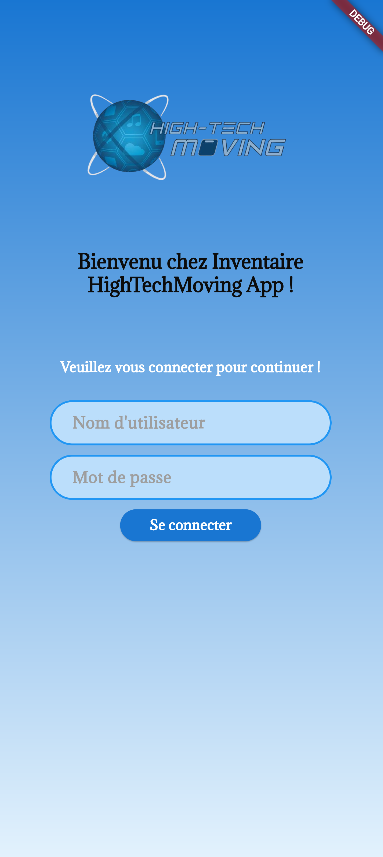 DEBUG
HIGH-TECH
MOVING
Bienvenu chez Inventaire
HighTechMoving App !
Veuillez vous connecter pour continuer !
Nom d'utilisateur
Mot de passe
Se connecter